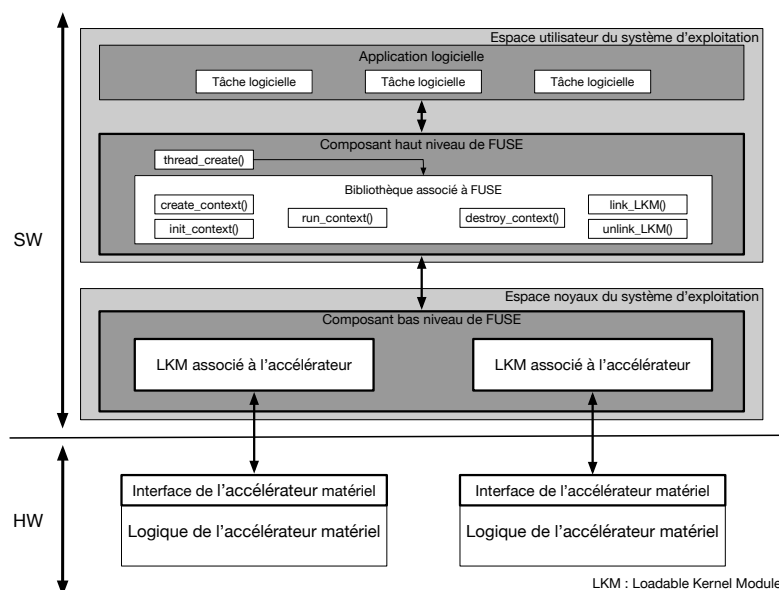 Espace utilisateur du système d'exploitation
Application logicielle
Tâche logicielle
Tâche logicielle
Tâche logicielle
Composant haut niveau de FUSE
thread_create()
Bibliothèque associé à FUSE
create_context()
init_context()
run_context()
destroy_context()
link_LKM()
unlink_LKM()
SW
Espace noyaux du système d'exploitation
Composant bas niveau de FUSE
LKM associé à l'accélérateur
LKM associé à l'accélérateur
HW
Interface de l'accélérateur matériel
Logique de l'accélérateur matériel
Interface de l'accélérateur matériel
Logique de l'accélérateur matériel
LKM : Loadable Kernel Module